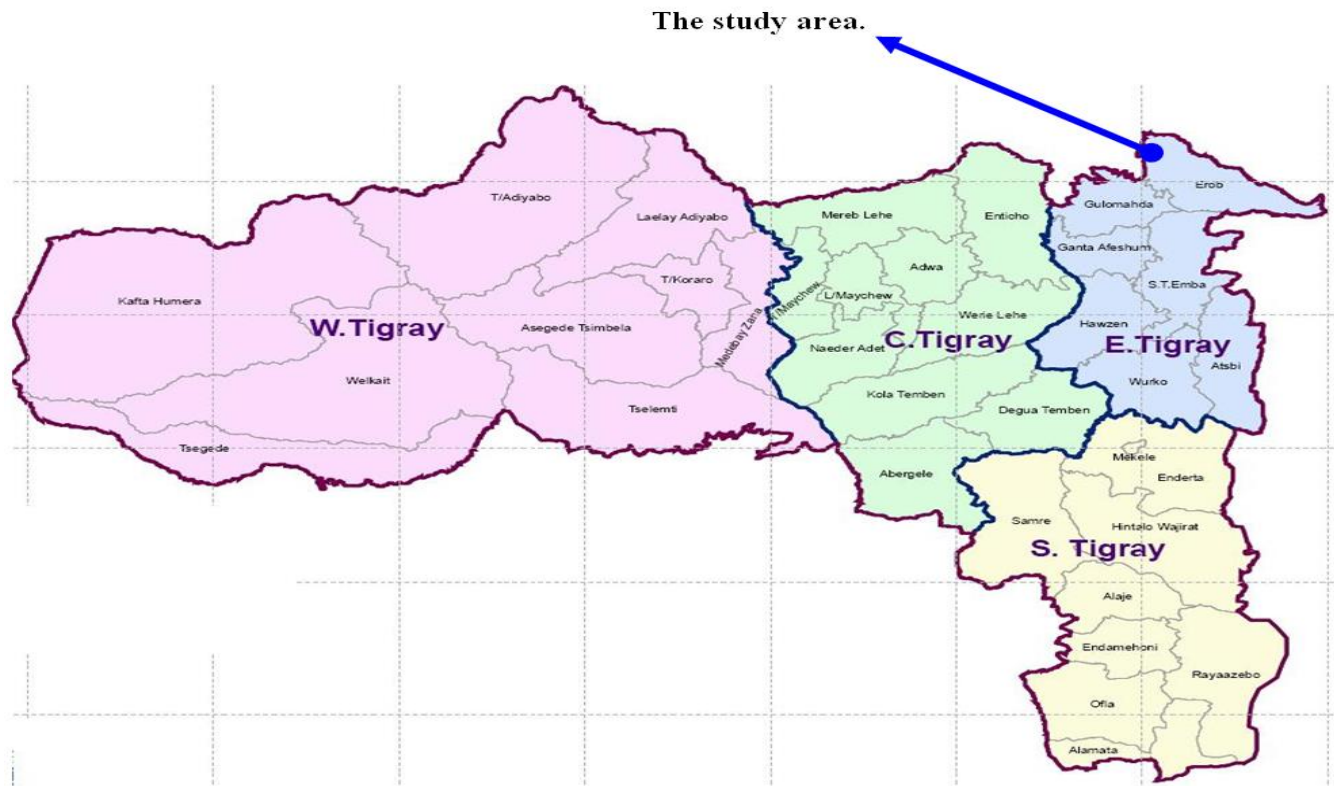 The study area.
Erob
T/Adiyabo
Gulomahda
Laelay Adiyabo
Mereb Lehe
Enticho
Ganta Afeshum
Adwa
T/Koraro
S.T.Emba
Kafta Humera
L/Maychew
T/Maychew
Werie Lehe
W.Tigray
Asegede Tsimbela
Hawzen
C.Tigray
E.Tigray
Medebay Zana
Naeder Adet
Atsbi
Welkait
Wurko
Kola Temben
Tselemti
Degua Temben
Tsegede
Mekele
Abergele
Enderta
Samre
Hintalo Wajirat
S. Tigray
Alaje
Endamehoni
Rayaazebo
Ofla
Alamata